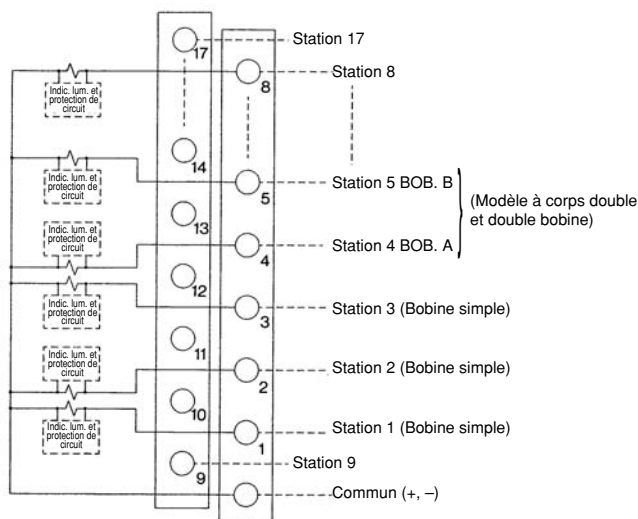 17
Station 17
8
Station 8
Indic. lum. et
protection de
circuit
14
5
Station 5 BOB. B
Indic. lum. et
protection de
circuit
(Modèle à corps double
et double bobine)
13
4
Station 4 BOB. A
Indic. lum. et
protection de
circuit
12
3
Station 3 (Bobine simple)
Indic. lum. et
protection de
circuit
11
2
Station 2 (Bobine simple)
Indic. lum. et
protection de
circuit
10
1
Station 1 (Bobine simple)
Indic. lum. et
protection de
circuit
9
Station 9
Commun (+, –)